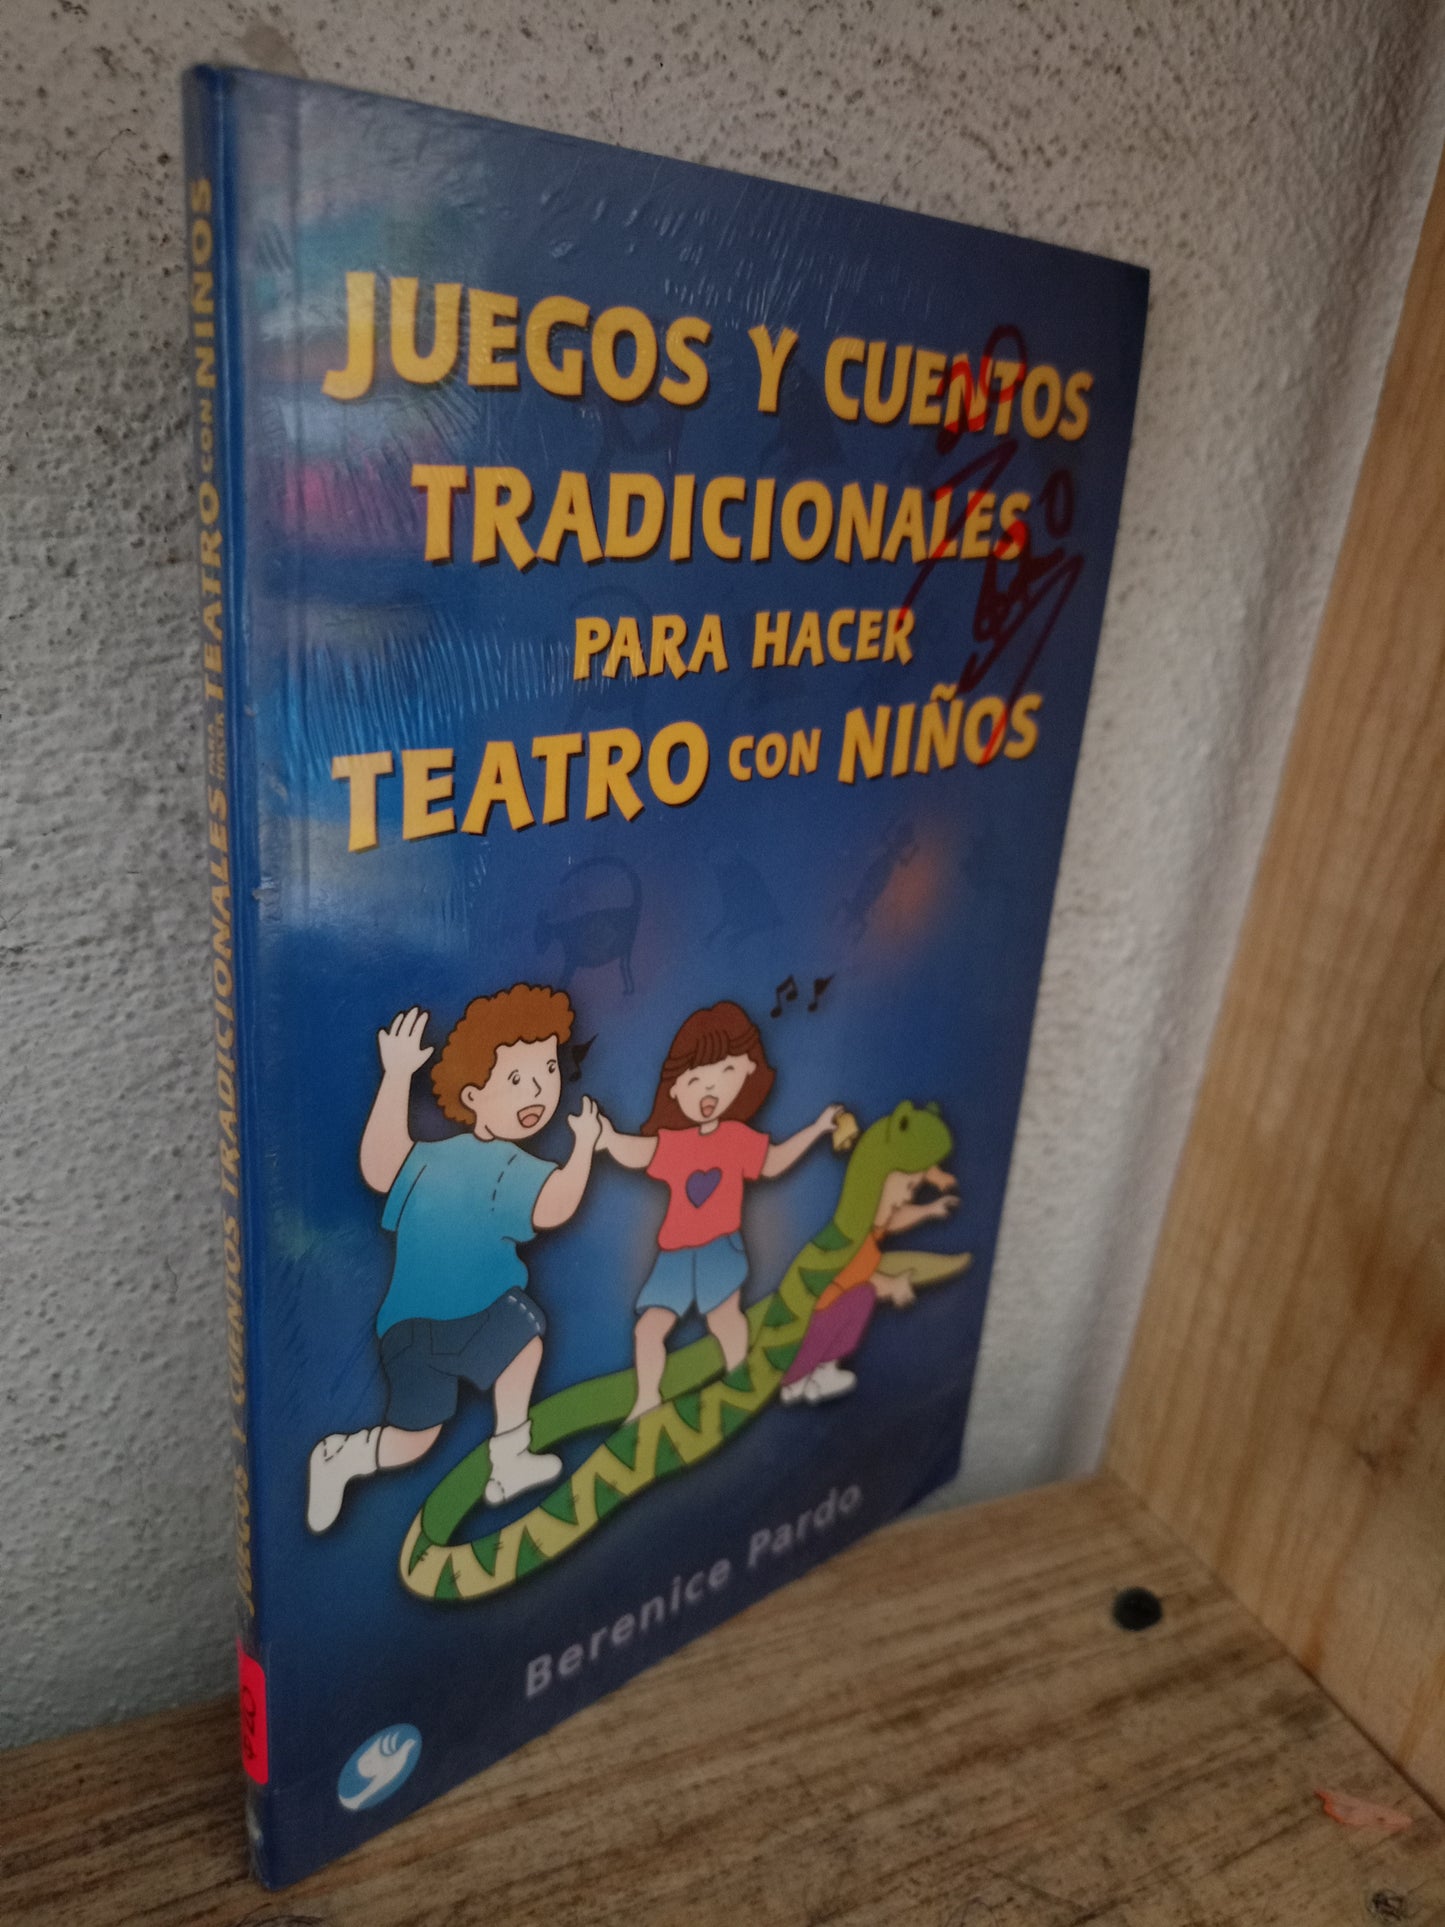 JUEGOS Y CUENTOS
TRADICIONALES
PARA HACER
TEATRO CON NIÑOS
Berenice Pardo
JUEGOS Y CUENTOS TRADICIONALES PARA HACER TEATRO CON NIÑOS